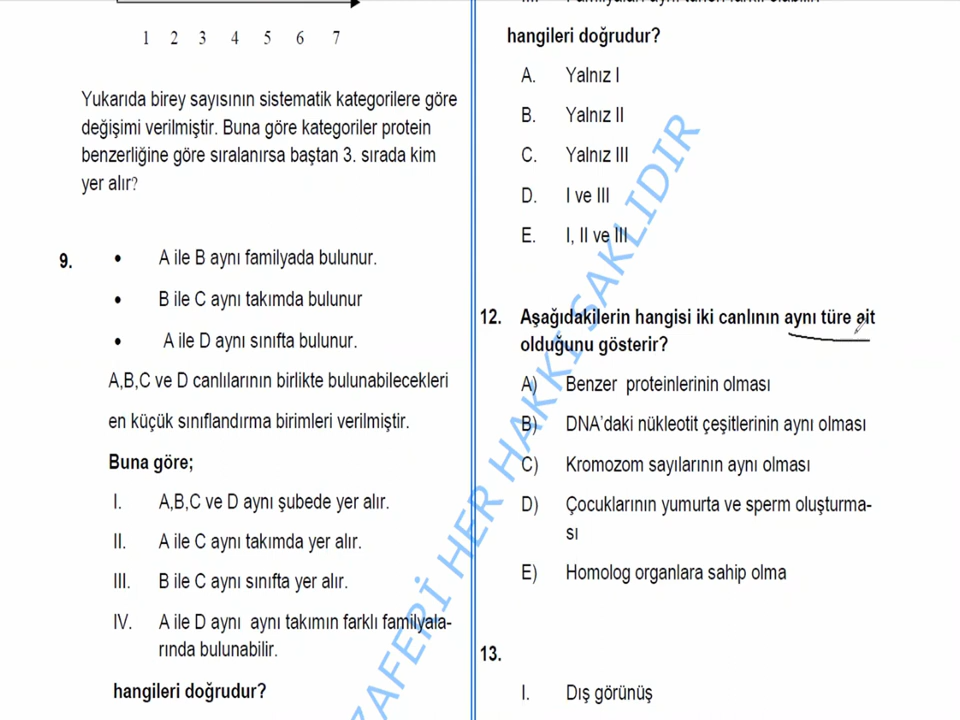 1 2 3 4 5 6 7
Yukarıda birey sayısının sistematik kategorilere göre
değişimi verilmiştir. Buna göre kategoriler protein
benzerliğine göre sıralanırsa baştan 3. sırada kim
yer alır?
9.
• A ile B aynı familyada bulunur.
• B ile C aynı takımda bulunur
• A ile D aynı sınıfta bulunur.
A,B,C ve D canlılarının birlikte bulunabilecekleri
en küçük sınıflandırma birimleri verilmiştir.
Buna göre;
I. A,B,C ve D aynı şubede yer alır.
II. A ile C aynı takımda yer alır.
III. B ile C aynı sınıfta yer alır.
IV. A ile D aynı aynı takımın farklı familyala-
rında bulunabilir.
hangileri doğrudur?
hangileri doğrudur?
A. Yalnız I
B. Yalnız II
C. Yalnız III
D. I ve III
E. I, II ve III
12. Aşağıdakilerin hangisi iki canlının aynı türe ait
olduğunu gösterir?
A) Benzer proteinlerinin olması
B) DNA'daki nükleotit çeşitlerinin aynı olması
C) Kromozom sayılarının aynı olması
D) Çocuklarının yumurta ve sperm oluşturma-
sı
E) Homolog organlara sahip olma
13.
I. Dış görünüş
ZAFERİ HER HAKKI SAKLIDIR